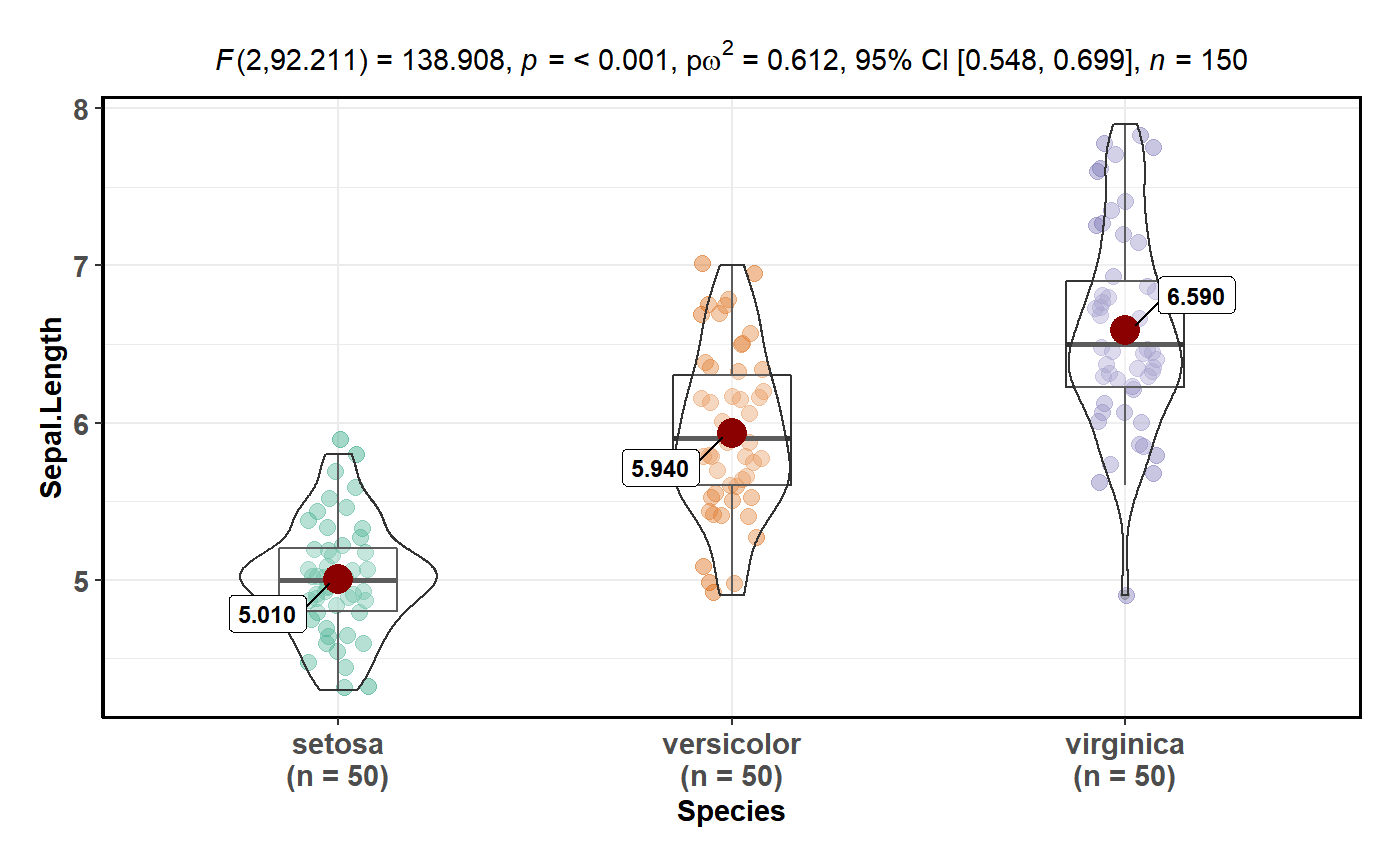 F(2,92.211) = 138.908, p = < 0.001, pω² = 0.612, 95% CI [0.548, 0.699], n = 150
Sepal.Length
8
7
6
5
6.590
5.940
5.010
setosa
(n = 50)
versicolor
(n = 50)
virginica
(n = 50)
Species